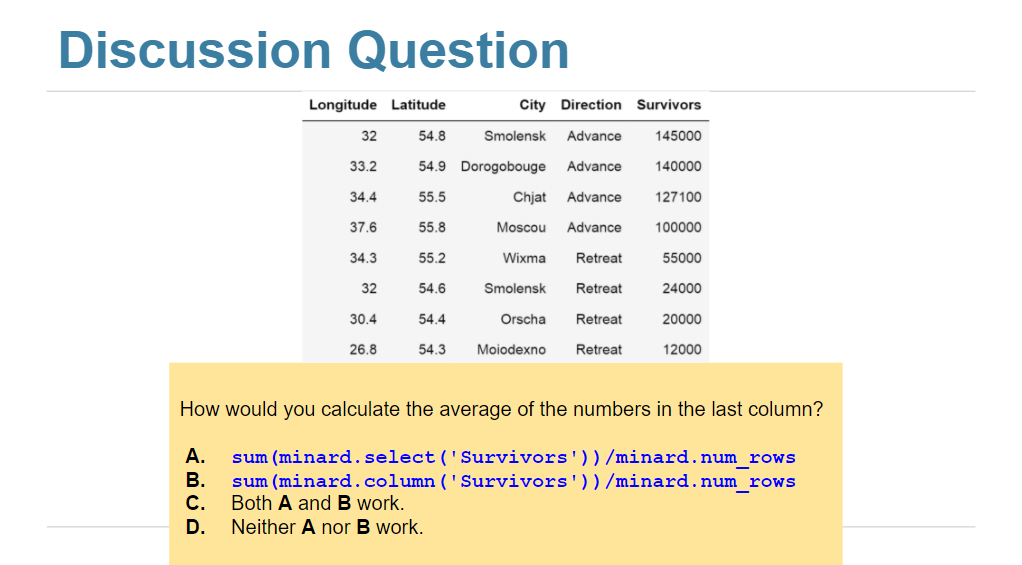 Discussion Question
Longitude Latitude City Direction Survivors
32 54.8 Smolensk Advance 145000
33.2 54.9 Dorogobouge Advance 140000
34.4 55.5 Chjat Advance 127100
37.6 55.8 Moscou Advance 100000
34.3 55.2 Wixma Retreat 55000
32 54.6 Smolensk Retreat 24000
30.4 54.4 Orscha Retreat 20000
26.8 54.3 Moiodexno Retreat 12000
How would you calculate the average of the numbers in the last column?
A. sum(minard.select('Survivors'))/minard.num_rows
B. sum(minard.column('Survivors'))/minard.num_rows
C. Both A and B work.
D. Neither A nor B work.